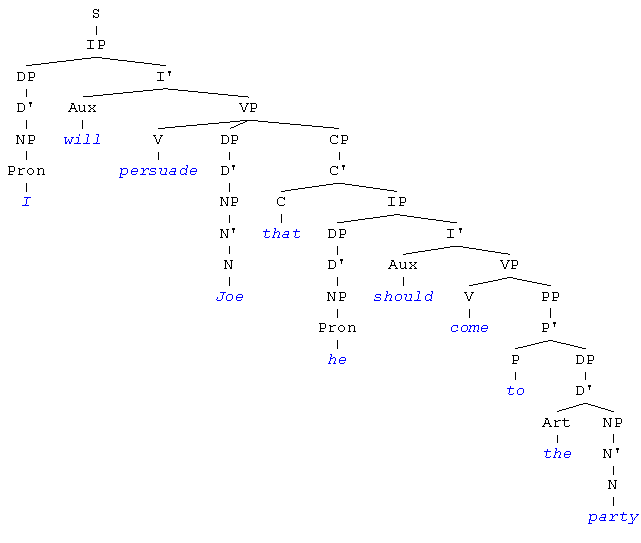 S
IP
DP I'
D' Aux VP
NP will V DP CP
Pron persuade D' C'
I NP C IP
N' that DP I'
N D' Aux VP
Joe NP should V PP
Pron come P'
he P DP
to D'
Art NP
the N'
N
party